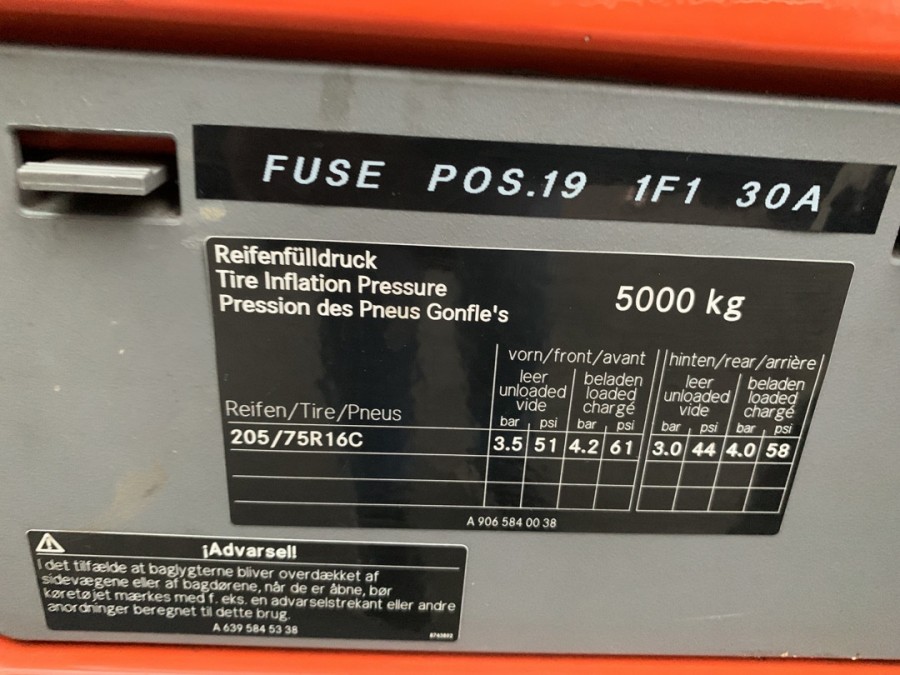 FUSE POS.19 1F1 30A
Reifenfülldruck
Tire Inflation Pressure
Pression des Pneus Gonfle's
5000 kg
vorn/front/avant hinten/rear/arrière
leer beladen leer beladen
unloaded loaded unloaded loaded
vide chargé vide chargé
Reifen/Tire/Pneus bar psi bar psi bar psi bar psi
205/75R16C 3.5 51 4.2 61 3.0 44 4.0 58
A 906 584 00 38
¡Advarsel!
I det tilfælde at baglygterne bliver overdækket af
sidevægene eller af bagdørene, når de er åbne, bør
køretøjet mærkes med f. eks. en advarselstrekant eller andre
anordninger beregnet til dette brug.
A 639 584 53 38